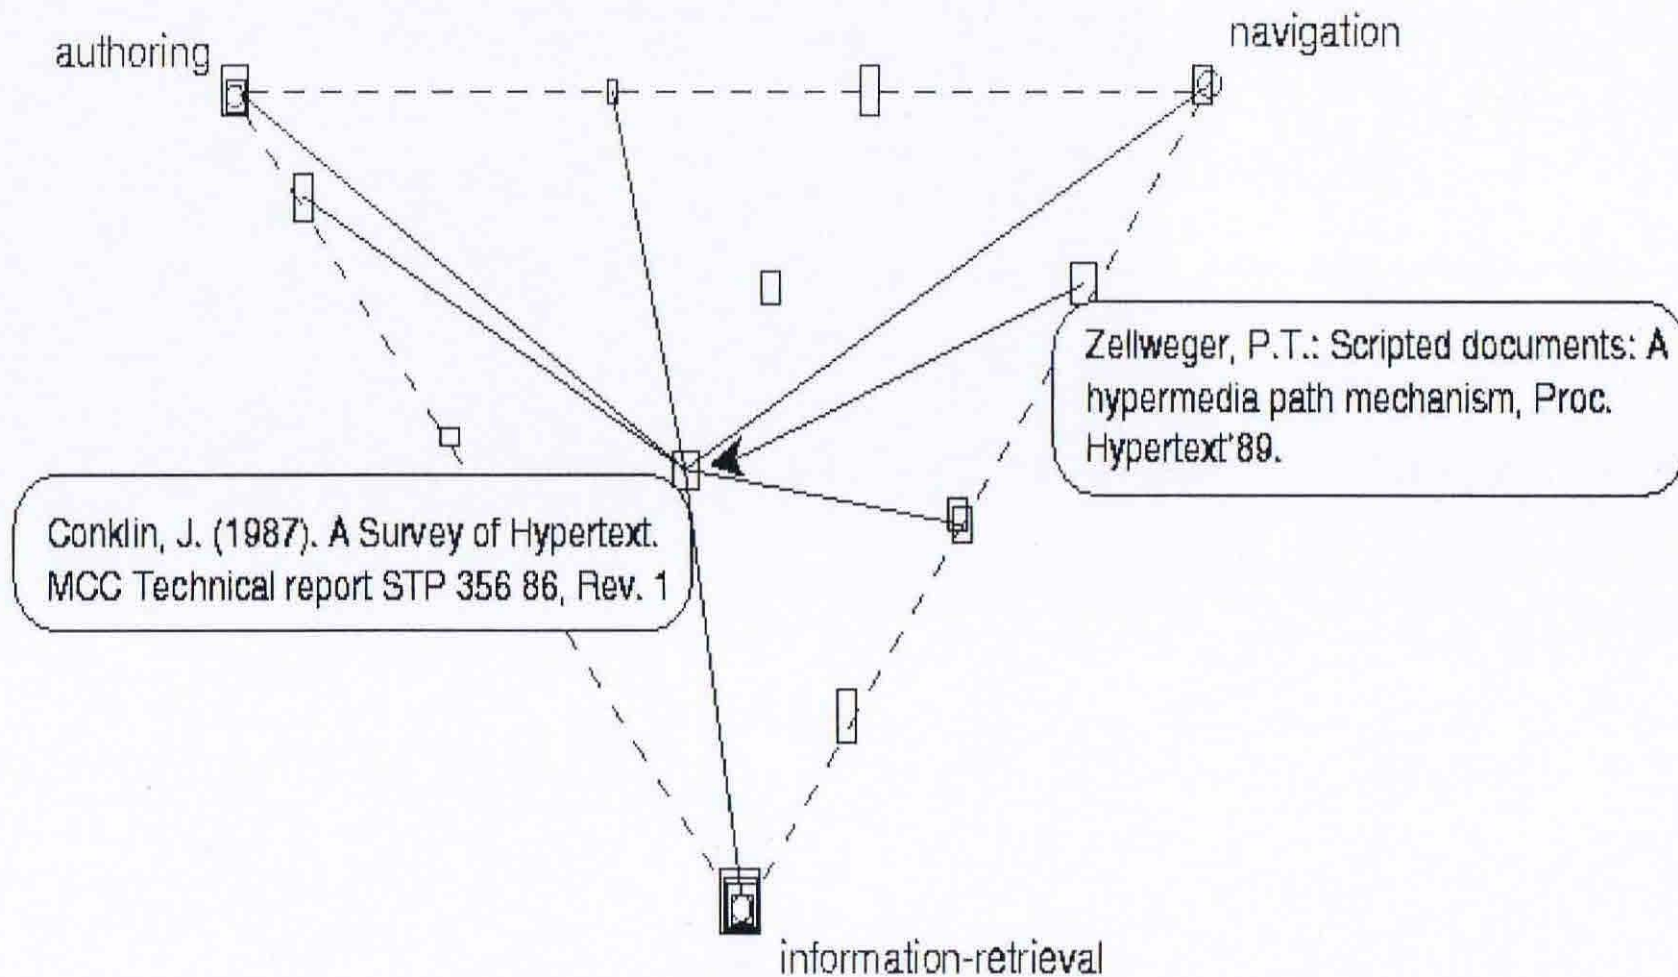 authoring
navigation
Zellweger, P.T.: Scripted documents: A
hypermedia path mechanism, Proc.
Hypertext'89.
Conklin, J. (1987). A Survey of Hypertext.
MCC Technical report STP 356 86, Rev. 1
information-retrieval